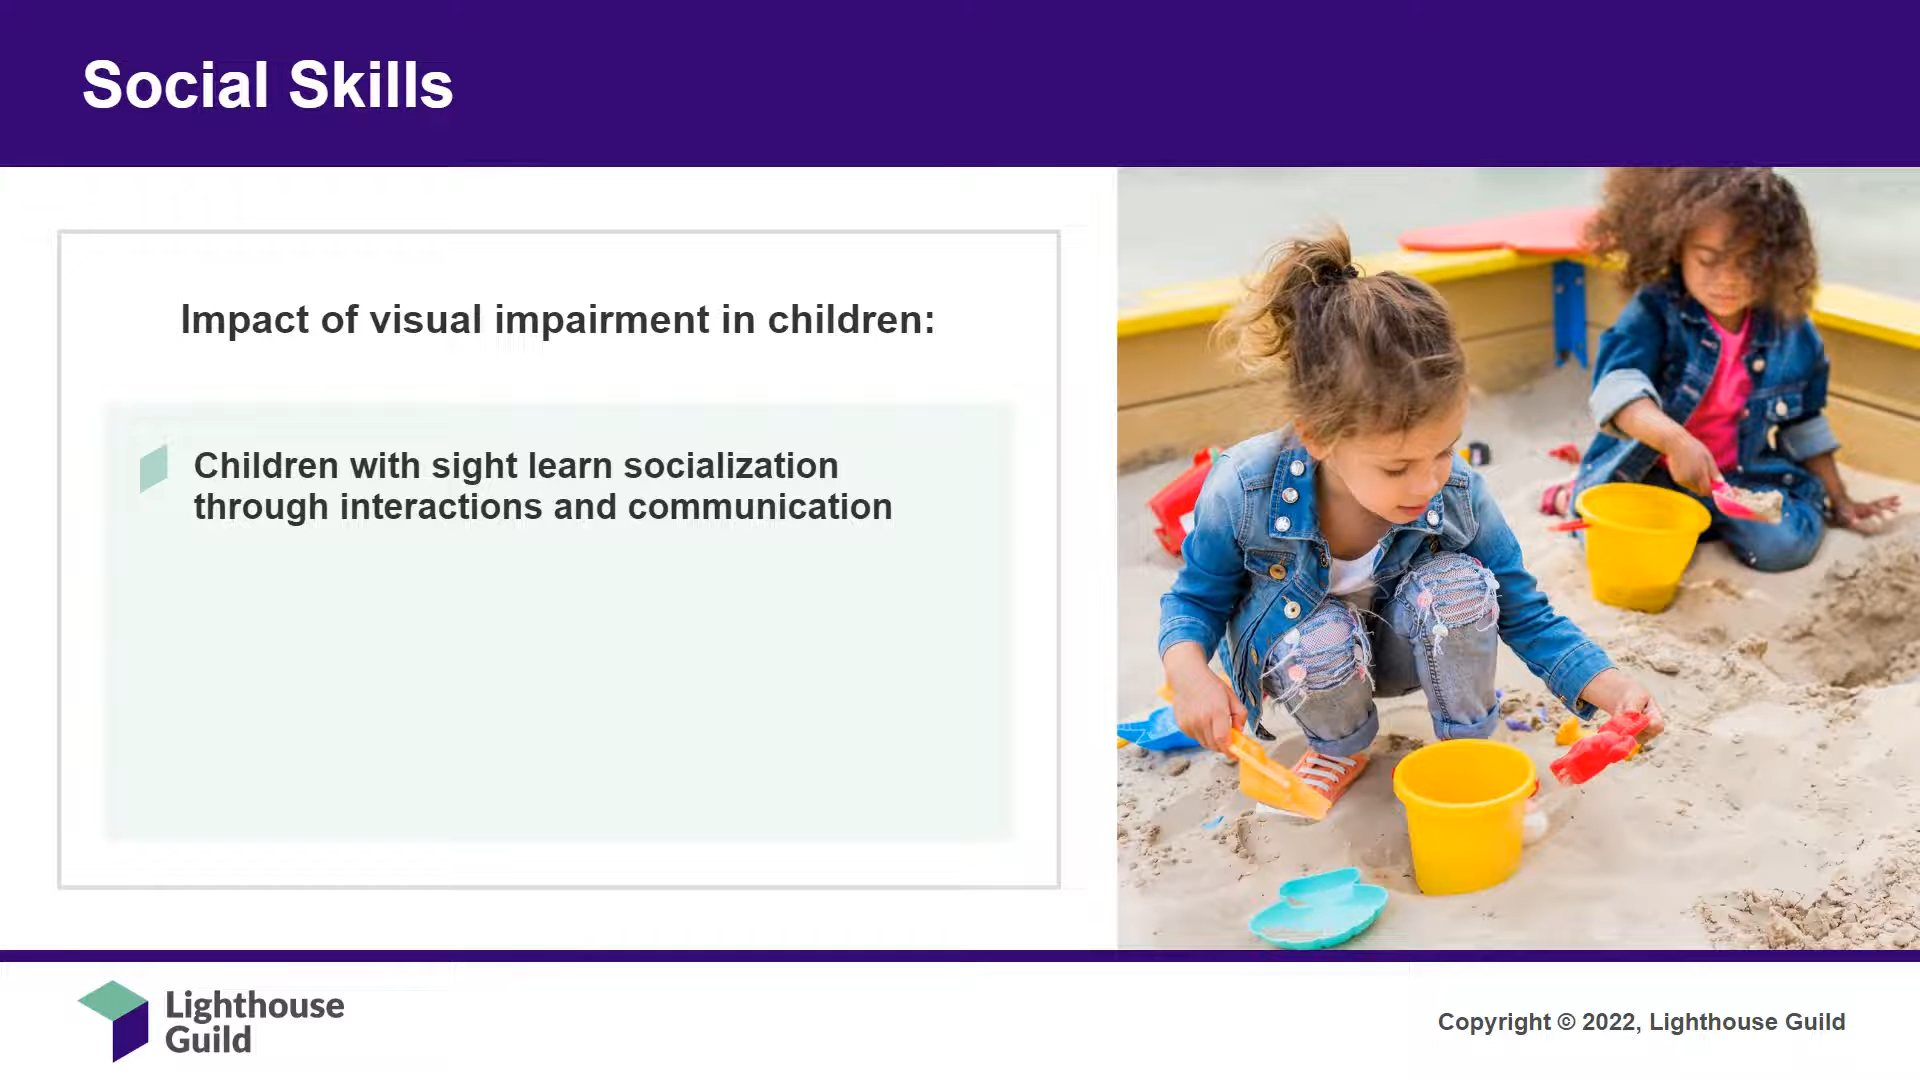 Social Skills
Impact of visual impairment in children:
Children with sight learn socialization
through interactions and communication
Lighthouse
Guild
Copyright © 2022, Lighthouse Guild